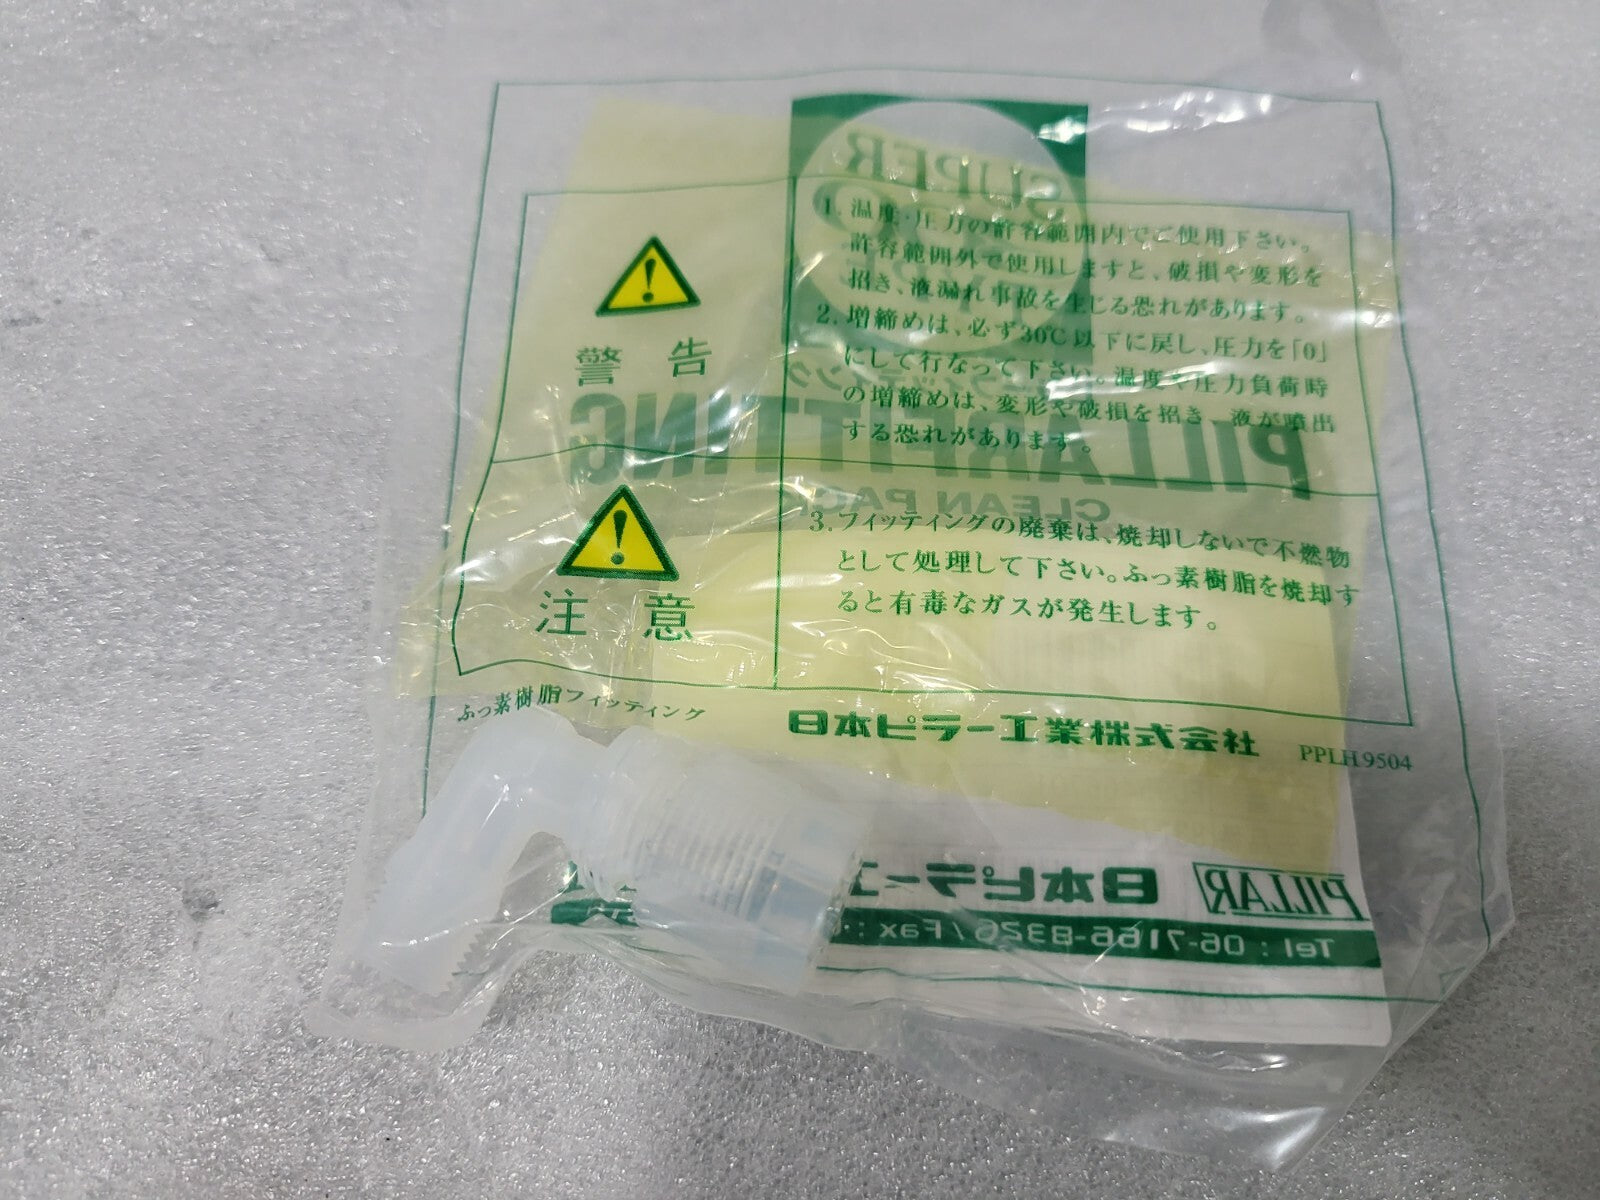 SUPER
警告
1. 温度・圧力の許容範囲内でご使用下さい。
許容範囲外で使用しますと、破損や変形を
招き、液漏れ事故を生じる恐れがあります。
2. 増締めは、必ず30℃以下に戻し、圧力を「0」
にして行なって下さい。温度や圧力負荷時
の増締めは、変形や破損を招き、液が噴出
する恐れがあります。
PILLAR FITTING
CLEAN PACK
注意
3. フィッティングの廃棄は、焼却しないで不燃物
として処理して下さい。ふっ素樹脂を焼却す
ると有毒なガスが発生します。
ふっ素樹脂フィッティング
日本ピラー工業株式会社
PPLH9504
PILLAR 日本ピラー工
Tel : 06-7166-8326 / Fax :